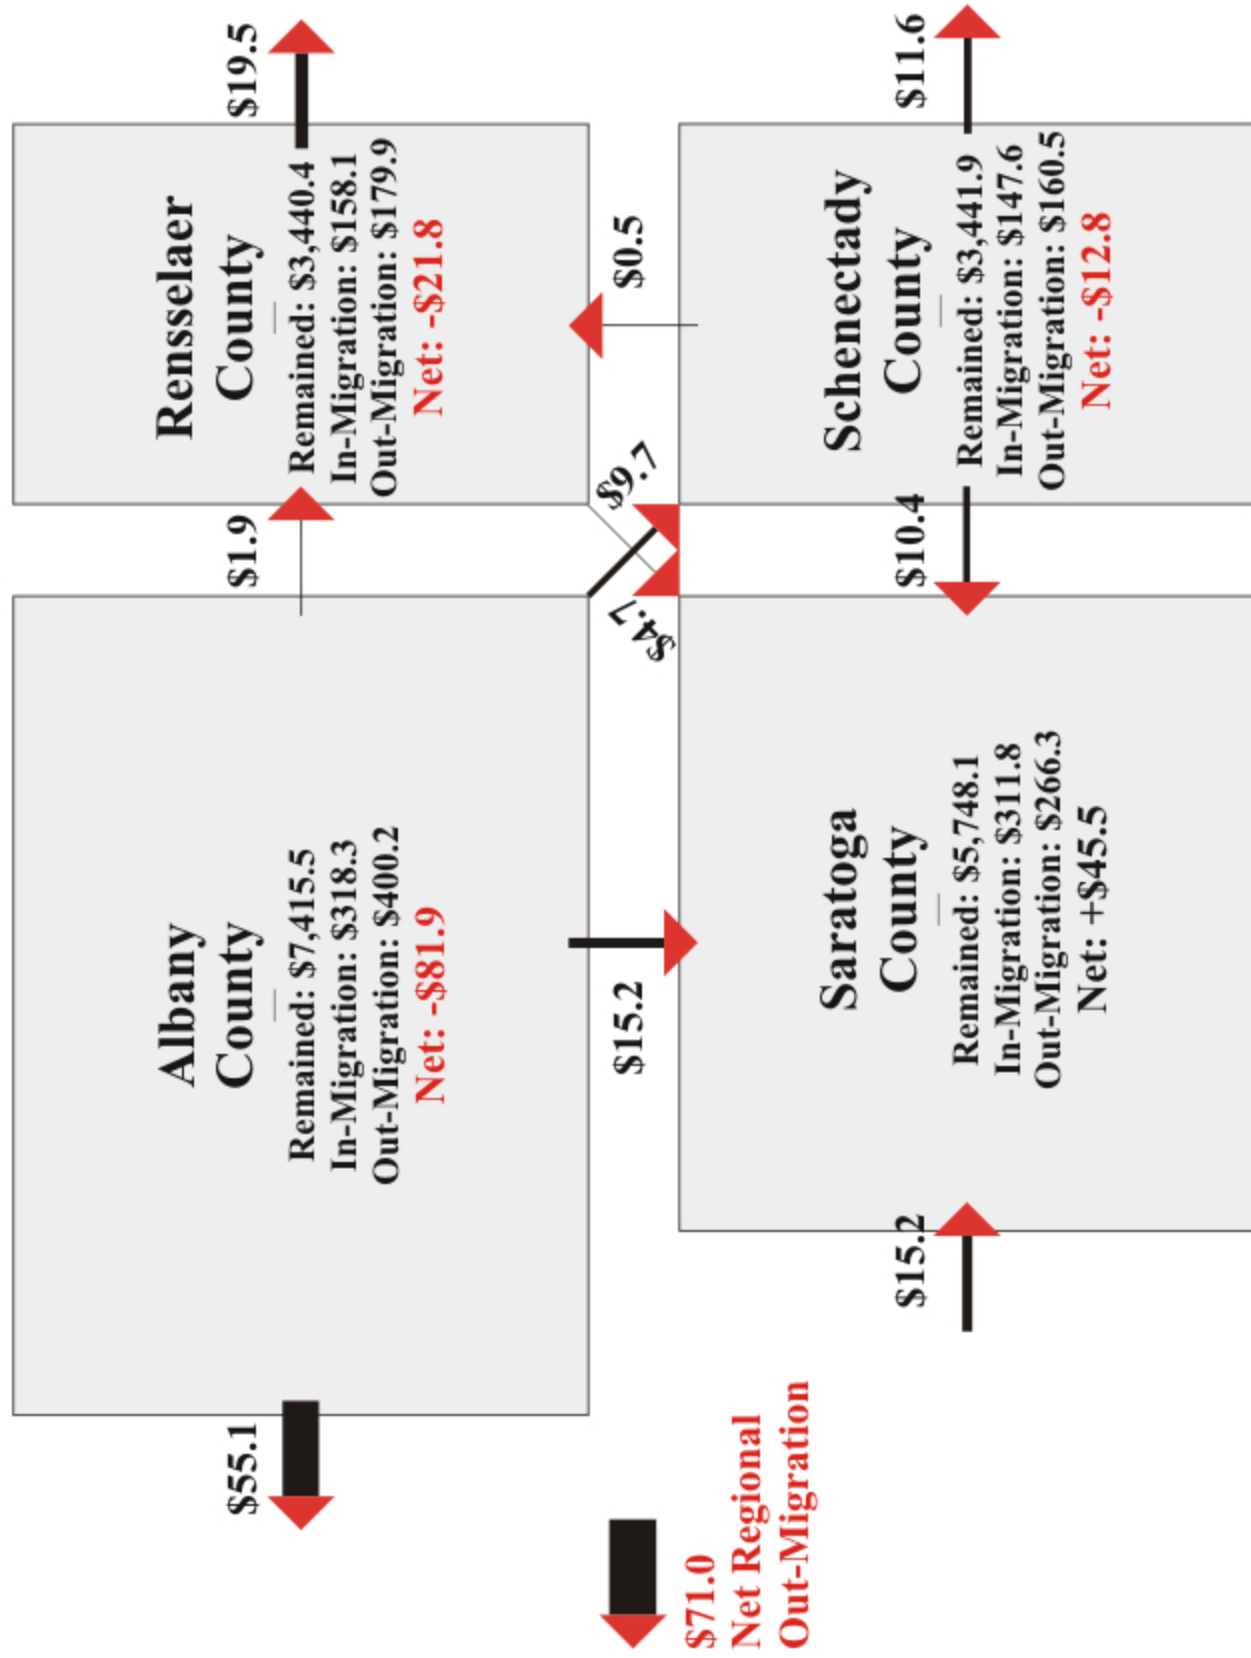 $55.1
Albany
County
Remained: $7,415.5
In-Migration: $318.3
Out-Migration: $400.2
Net: -$81.9
$1.9
Rensselaer
County
Remained: $3,440.4
In-Migration: $158.1
Out-Migration: $179.9
Net: -$21.8
$19.5
$15.2
$4.7
$9.7
$0.5
$71.0
Net Regional
Out-Migration
$15.2
Saratoga
County
Remained: $5,748.1
In-Migration: $311.8
Out-Migration: $266.3
Net: +$45.5
$10.4
Schenectady
County
Remained: $3,441.9
In-Migration: $147.6
Out-Migration: $160.5
Net: -$12.8
$11.6